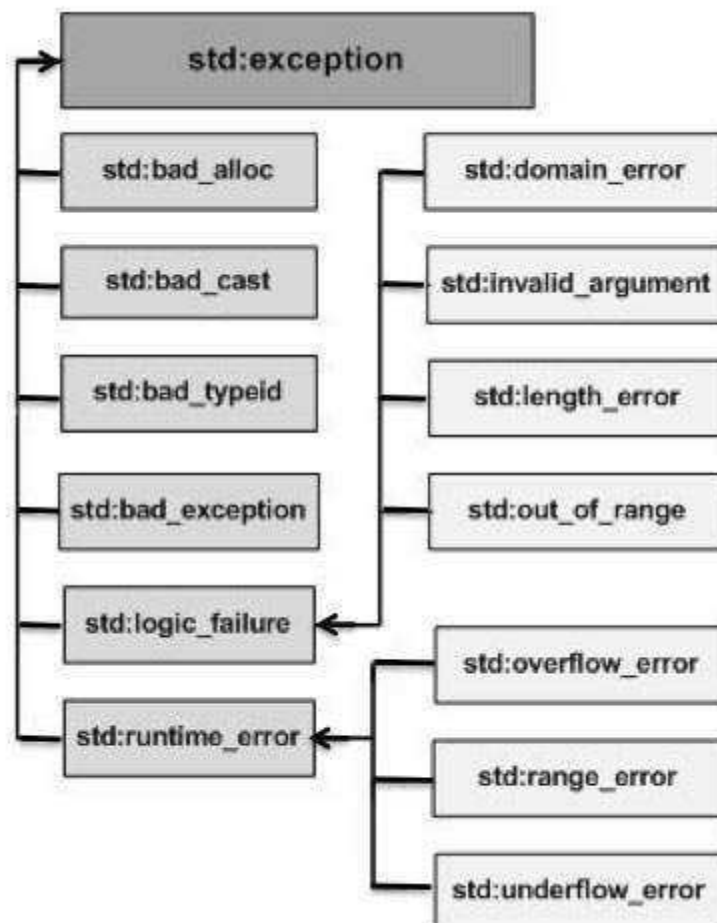 std:exception
std:bad_alloc
std:bad_cast
std:bad_typeid
std:bad_exception
std:logic_failure
std:runtime_error
std:domain_error
std:invalid_argument
std:length_error
std:out_of_range
std:overflow_error
std:range_error
std:underflow_error